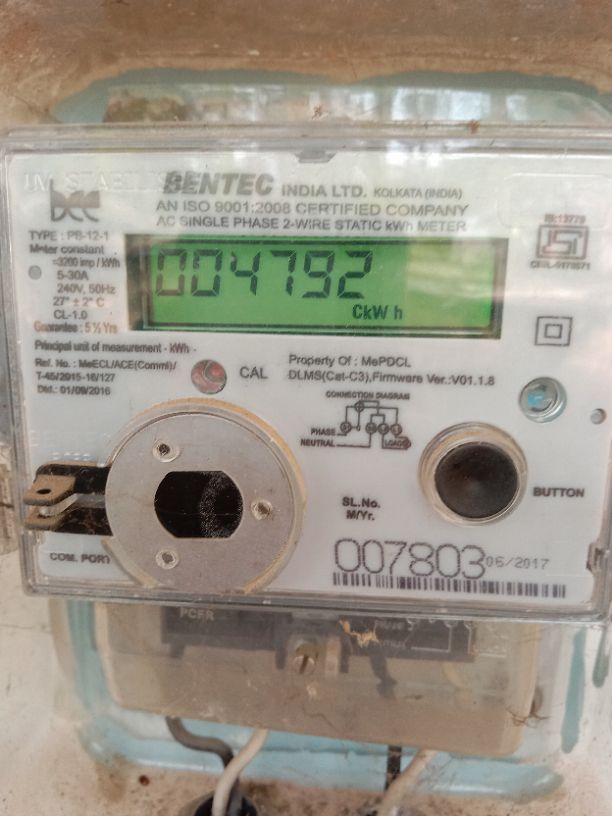 BENTEC INDIA LTD. KOLKATA (INDIA)
AN ISO 9001:2008 CERTIFIED COMPANY
AC SINGLE PHASE 2-WIRE STATIC kWh METER
IS:13779
TYPE : PB-12-1
Meter constant
=3200 imp / kWh
5-30A
240V, 50Hz
27° ± 2° C
CL-1.0
Guarantee : 5 ½ Yrs
004792
CkW h
Principal unit of measurement - kWh
Ref. No. : MeECL/ACE(Comml)/
T-45/2015-16/127
Dtd.: 01/09/2016
CAL
Property Of : MePDCL
DLMS(Cat-C3),Firmware Ver.:V01.1.8
CONNECTION DIAGRAM
PHASE
NEUTRAL
LOAD
BUTTON
SL.No.
M/Yr.
007803 06/2017
COM. PORT